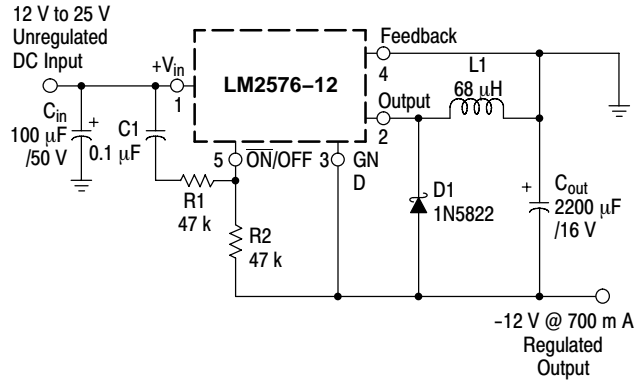 12 V to 25 V
Unregulated
DC Input
+Vin
1
LM2576–12
Feedback
4
Output
2
L1
68 μH
Cin
100 μF
/50 V
+
C1
0.1 μF
5
ON/OFF
3
GN
D
R1
47 k
R2
47 k
D1
1N5822
+
Cout
2200 μF
/16 V
–12 V @ 700 m A
Regulated
Output